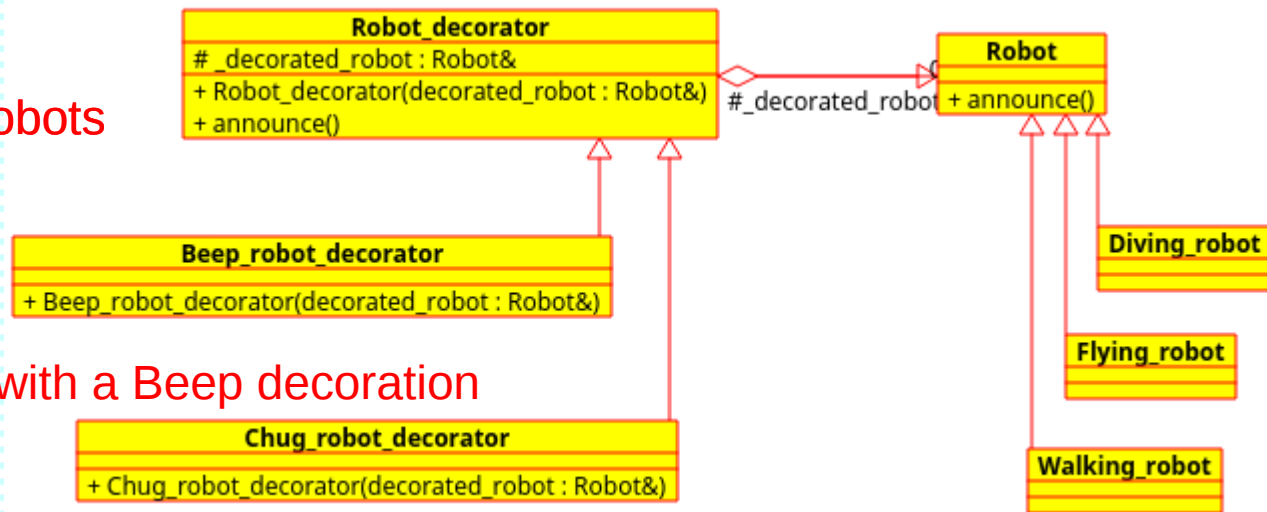 Robot_decorator
# _decorated_robot : Robot&
+ Robot_decorator(decorated_robot : Robot&)
+ announce()
#_decorated_robot
Robot
+ announce()
obots
Beep_robot_decorator
+ Beep_robot_decorator(decorated_robot : Robot&)
Diving_robot
Flying_robot
with a Beep decoration
Chug_robot_decorator
+ Chug_robot_decorator(decorated_robot : Robot&)
Walking_robot